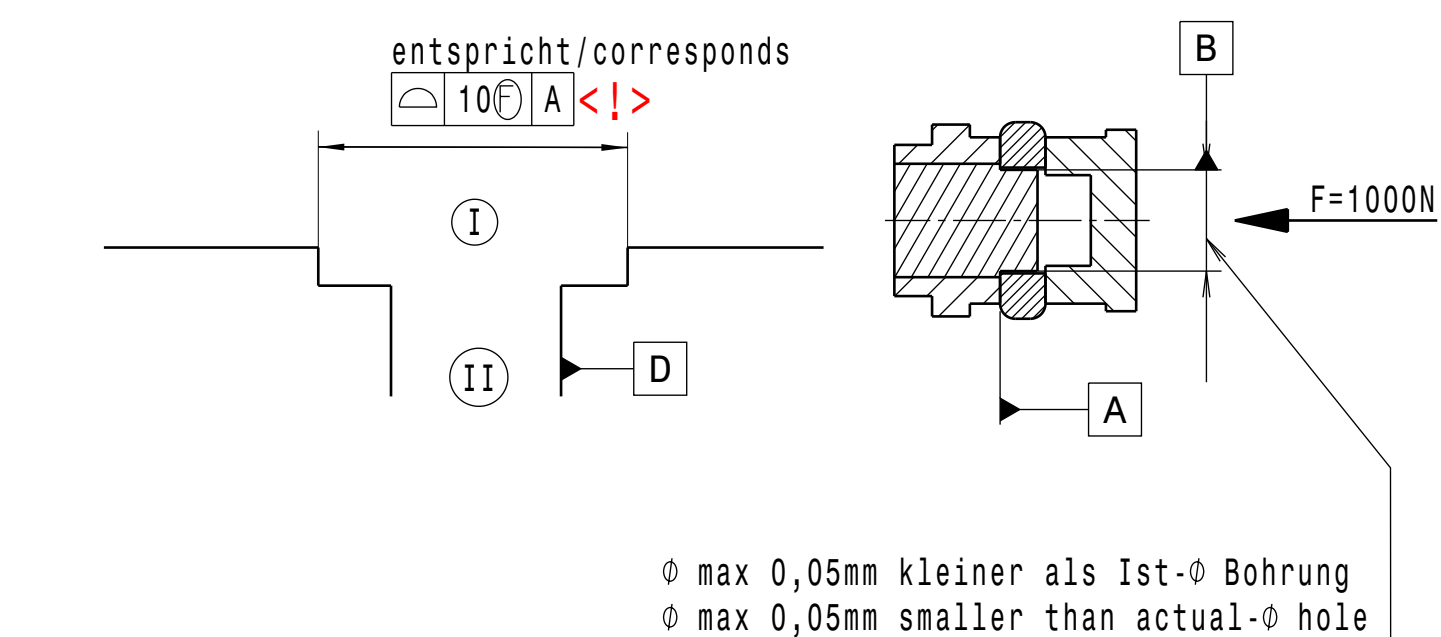 entspricht/corresponds
⌓ 10Ⓕ A <!>
B
F=1000N
I
II
D
A
⌀ max 0,05mm kleiner als Ist-⌀ Bohrung
⌀ max 0,05mm smaller than actual-⌀ hole